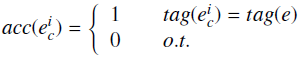 acc(e_c^i) = { 1    tag(e_c^i) = tag(e)
0    o.t.